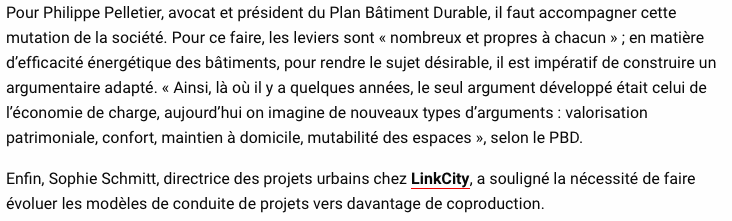 Pour Philippe Pelletier, avocat et président du Plan Bâtiment Durable, il faut accompagner cette
mutation de la société. Pour ce faire, les leviers sont « nombreux et propres à chacun » ; en matière
d’efficacité énergétique des bâtiments, pour rendre le sujet désirable, il est impératif de construire un
argumentaire adapté. « Ainsi, là où il y a quelques années, le seul argument développé était celui de
l’économie de charge, aujourd’hui on imagine de nouveaux types d’arguments : valorisation
patrimoniale, confort, maintien à domicile, mutabilité des espaces », selon le PBD.
Enfin, Sophie Schmitt, directrice des projets urbains chez LinkCity, a souligné la nécessité de faire
évoluer les modèles de conduite de projets vers davantage de coproduction.